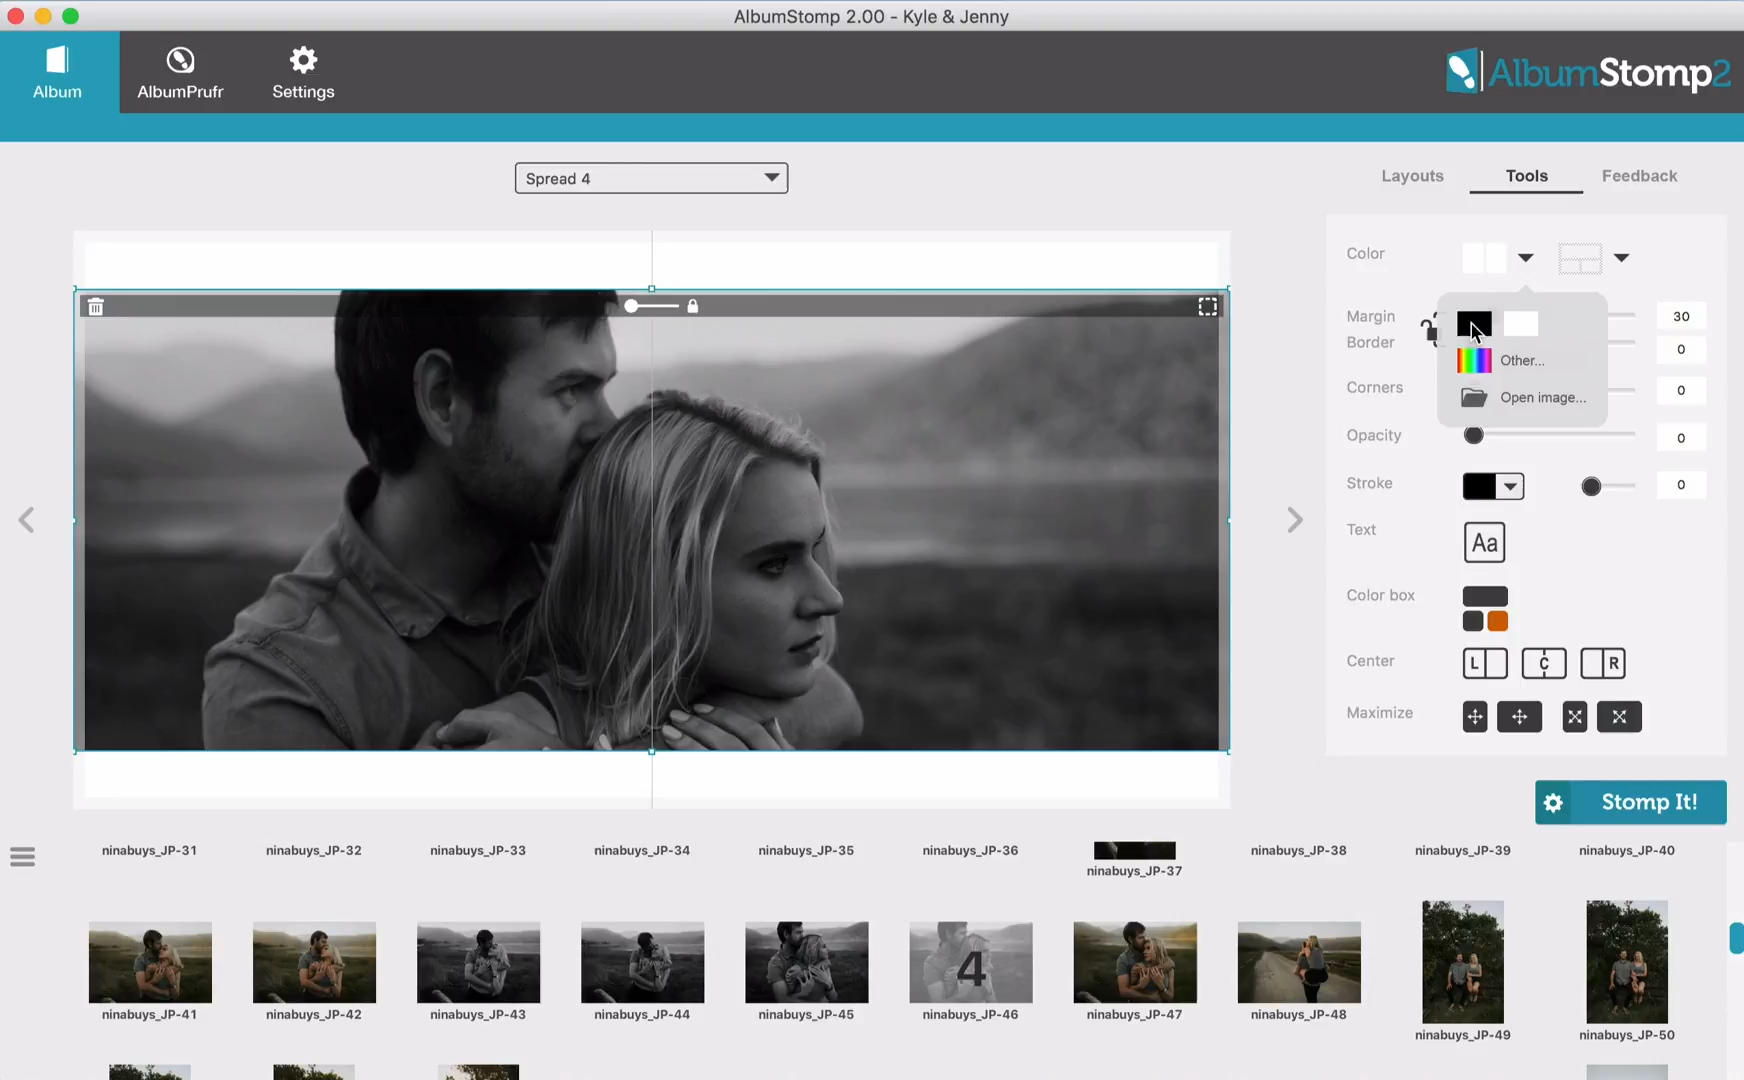 AlbumStomp 2.00 - Kyle & Jenny
Album
AlbumPrufr
Settings
AlbumStomp2
Spread 4
Layouts
Tools
Feedback
Color
Margin
30
Border
0
Other...
Corners
0
Open image...
Opacity
0
Stroke
0
Text
Aa
Color box
Center
L
C
R
Maximize
Stomp It!
ninabuys_JP-31
ninabuys_JP-32
ninabuys_JP-33
ninabuys_JP-34
ninabuys_JP-35
ninabuys_JP-36
ninabuys_JP-37
ninabuys_JP-38
ninabuys_JP-39
ninabuys_JP-40
4
ninabuys_JP-41
ninabuys_JP-42
ninabuys_JP-43
ninabuys_JP-44
ninabuys_JP-45
ninabuys_JP-46
ninabuys_JP-47
ninabuys_JP-48
ninabuys_JP-49
ninabuys_JP-50